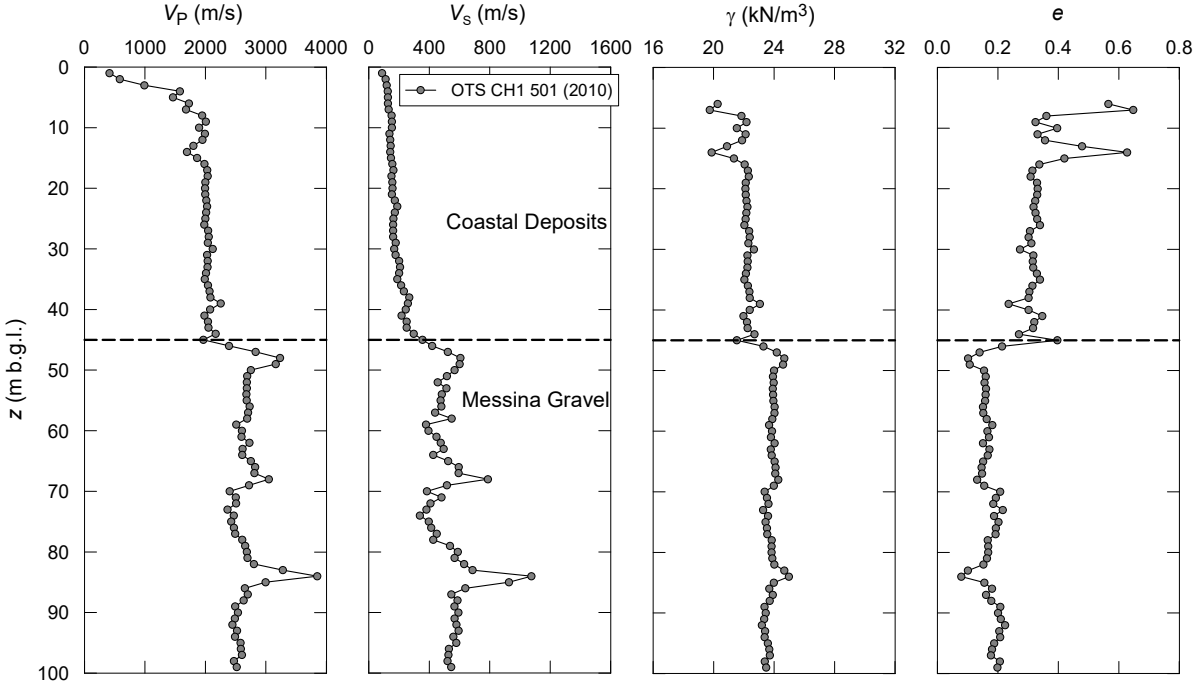 V_P (m/s)
V_s (m/s)
γ (kN/m³)
e
0 1000 2000 3000 4000
0 400 800 1200 1600
16 20 24 28 32
0.0 0.2 0.4 0.6 0.8
OTS CH1 501 (2010)
0
10
20
30
40
50
60
70
80
90
100
z (m b.g.l.)
Coastal Deposits
Messina Gravel